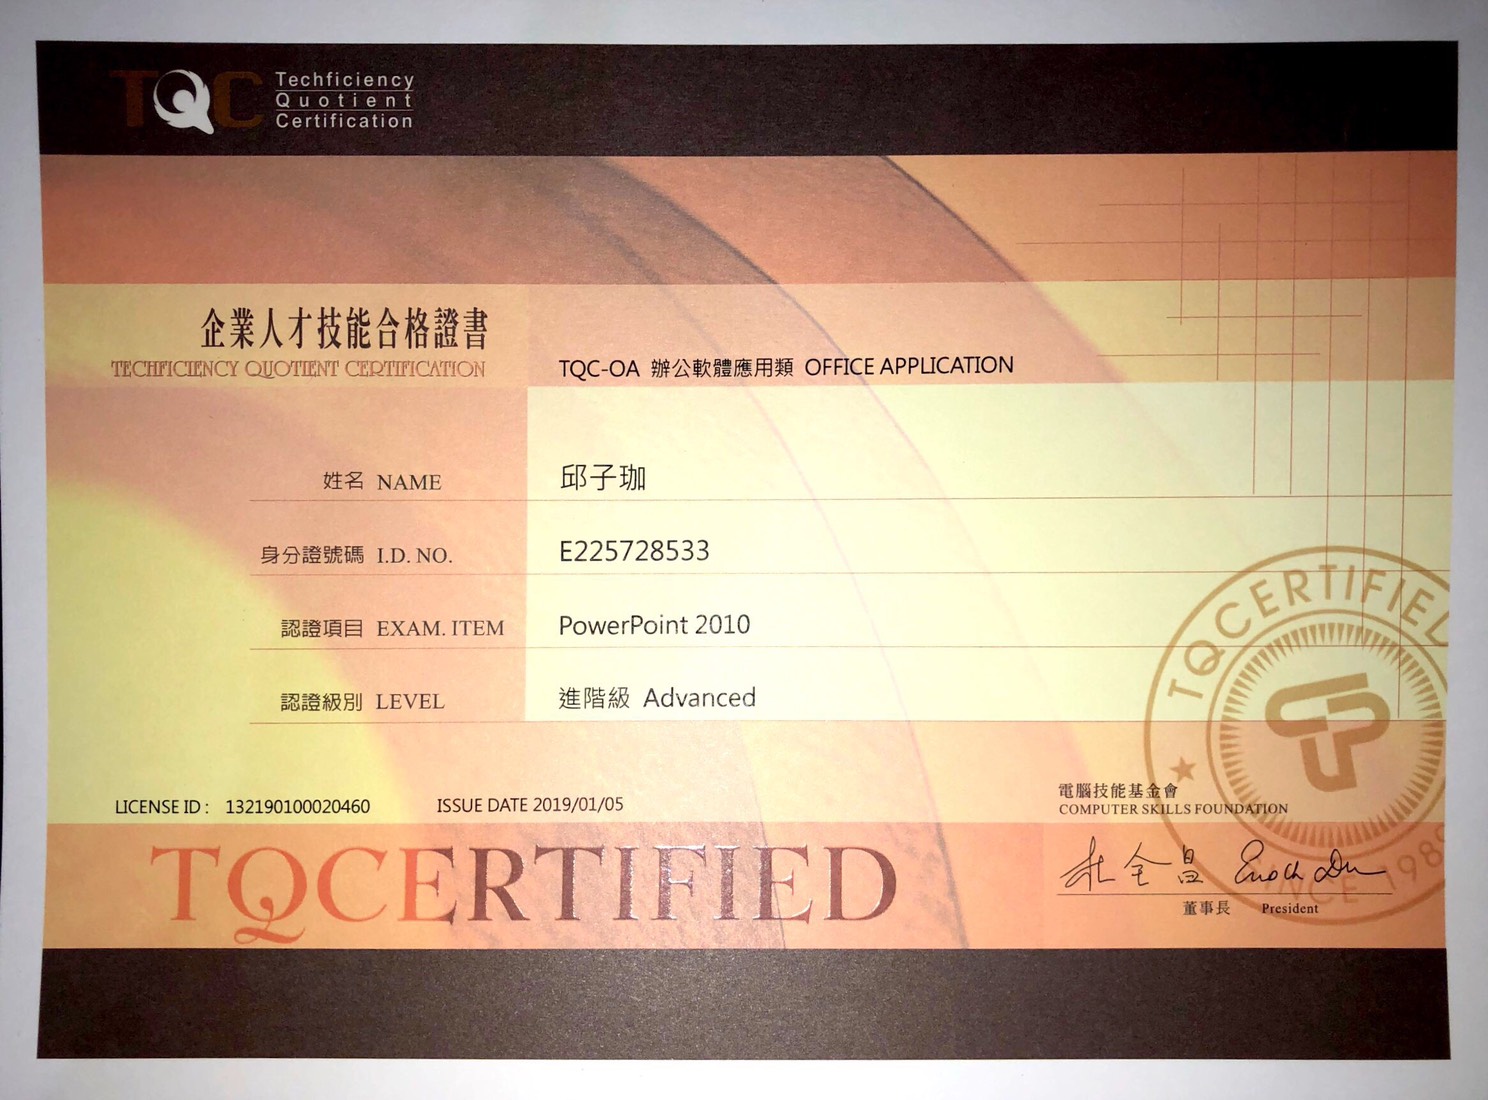 TQC Techficiency
Quotient
Certification
企業人才技能合格證書
TECHFICIENCY QUOTIENT CERTIFICATION
TQC-OA 辦公軟體應用類 OFFICE APPLICATION
姓名 NAME 邱子珈
身分證號碼 I.D. NO. E225728533
認證項目 EXAM. ITEM PowerPoint 2010
認證級別 LEVEL 進階級 Advanced
LICENSE ID : 132190100020460 ISSUE DATE 2019/01/05
電腦技能基金會
COMPUTER SKILLS FOUNDATION
杜全昌 Enoch Du
董事長 President
TQCERTIFIED
TQCERTIFIED
SINCE 1989